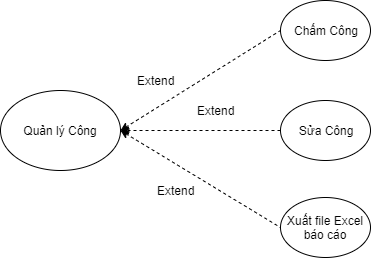 Chấm Công
Extend
Extend
Quản lý Công
Sửa Công
Extend
Xuất file Excel
báo cáo